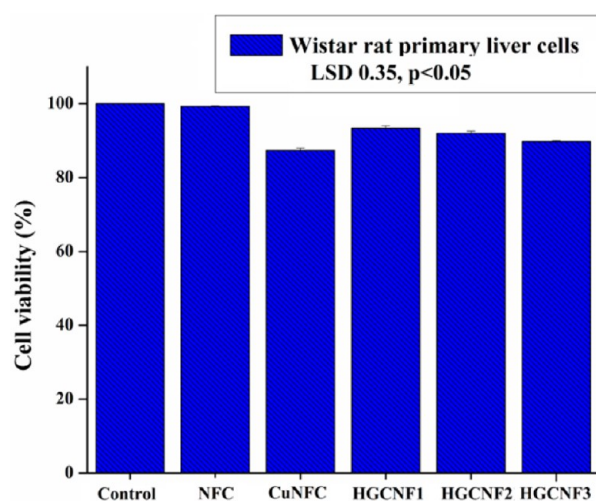 Wistar rat primary liver cells
LSD 0.35, p<0.05
Cell viability (%)
100
80
60
40
20
0
Control NFC CuNFC HGCNF1 HGCNF2 HGCNF3